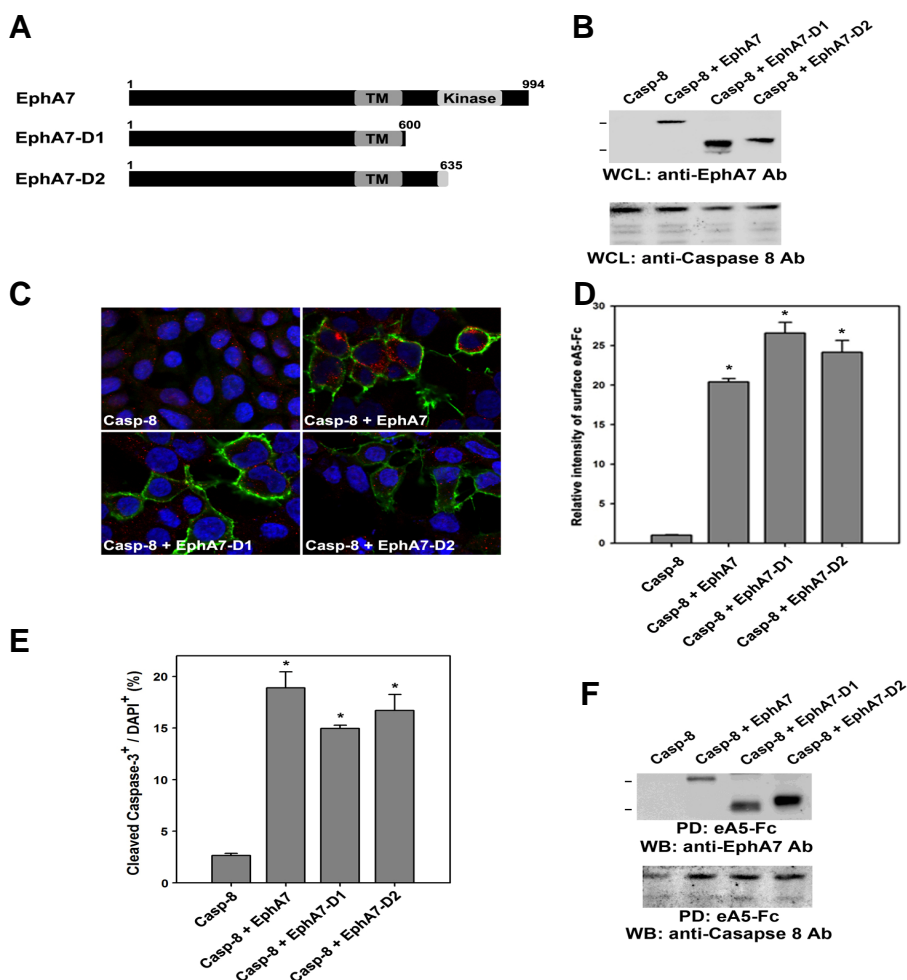 A
1
994
EphA7
TM
Kinase
1
600
EphA7-D1
TM
1
635
EphA7-D2
TM
B
Casp-8
Casp-8 + EphA7
Casp-8 + EphA7-D1
Casp-8 + EphA7-D2
WCL: anti-EphA7 Ab
WCL: anti-Caspase 8 Ab
C
Casp-8
Casp-8 + EphA7
Casp-8 + EphA7-D1
Casp-8 + EphA7-D2
D
Relative intensity of surface eA5-Fc
30
25
20
15
10
5
0
*
*
*
Casp-8
Casp-8 + EphA7
Casp-8 + EphA7-D1
Casp-8 + EphA7-D2
E
Cleaved Caspase-3+ / DAPI+ (%)
20
15
10
5
0
*
*
*
Casp-8
Casp-8 + EphA7
Casp-8 + EphA7-D1
Casp-8 + EphA7-D2
F
Casp-8
Casp-8 + EphA7
Casp-8 + EphA7-D1
Casp-8 + EphA7-D2
PD: eA5-Fc
WB: anti-EphA7 Ab
PD: eA5-Fc
WB: anti-Casapse 8 Ab